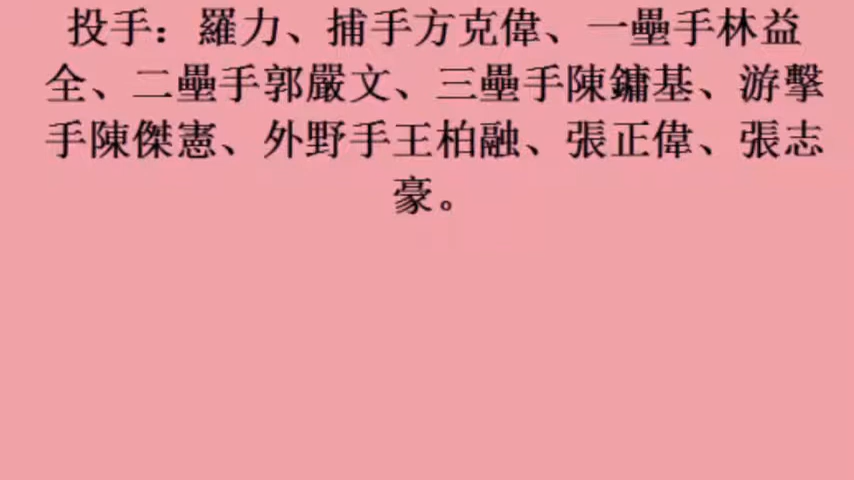 投手：羅力、捕手方克偉、一壘手林益
全、二壘手郭嚴文、三壘手陳鏞基、游擊
手陳傑憲、外野手王柏融、張正偉、張志
豪。